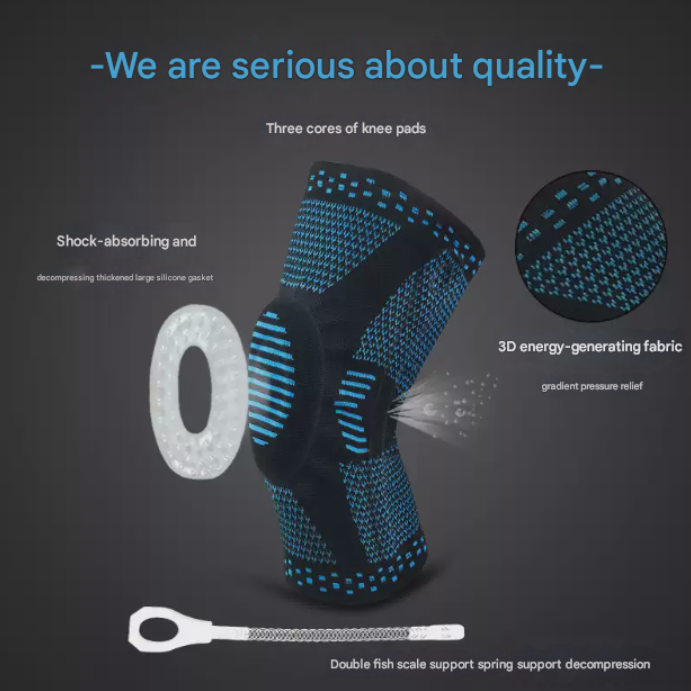 -We are serious about quality-
Three cores of knee pads
Shock-absorbing and
decompressing thickened large silicone gasket
3D energy-generating fabric
gradient pressure relief
Double fish scale support spring support decompression